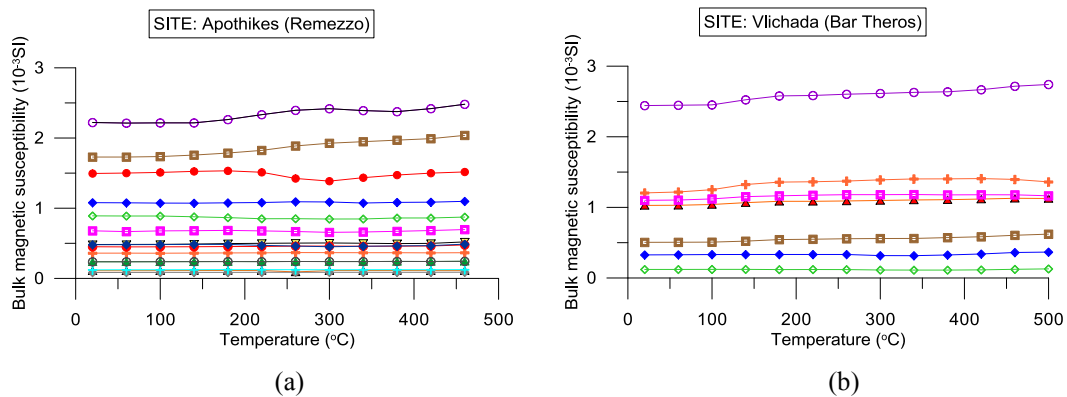 SITE: Apothikes (Remezzo)
Bulk magnetic susceptibility (10⁻³SI)
3
2
1
0
0 100 200 300 400 500
Temperature (°C)
(a)
SITE: Vlichada (Bar Theros)
Bulk magnetic susceptibility (10⁻³SI)
3
2
1
0
0 100 200 300 400 500
Temperature (°C)
(b)